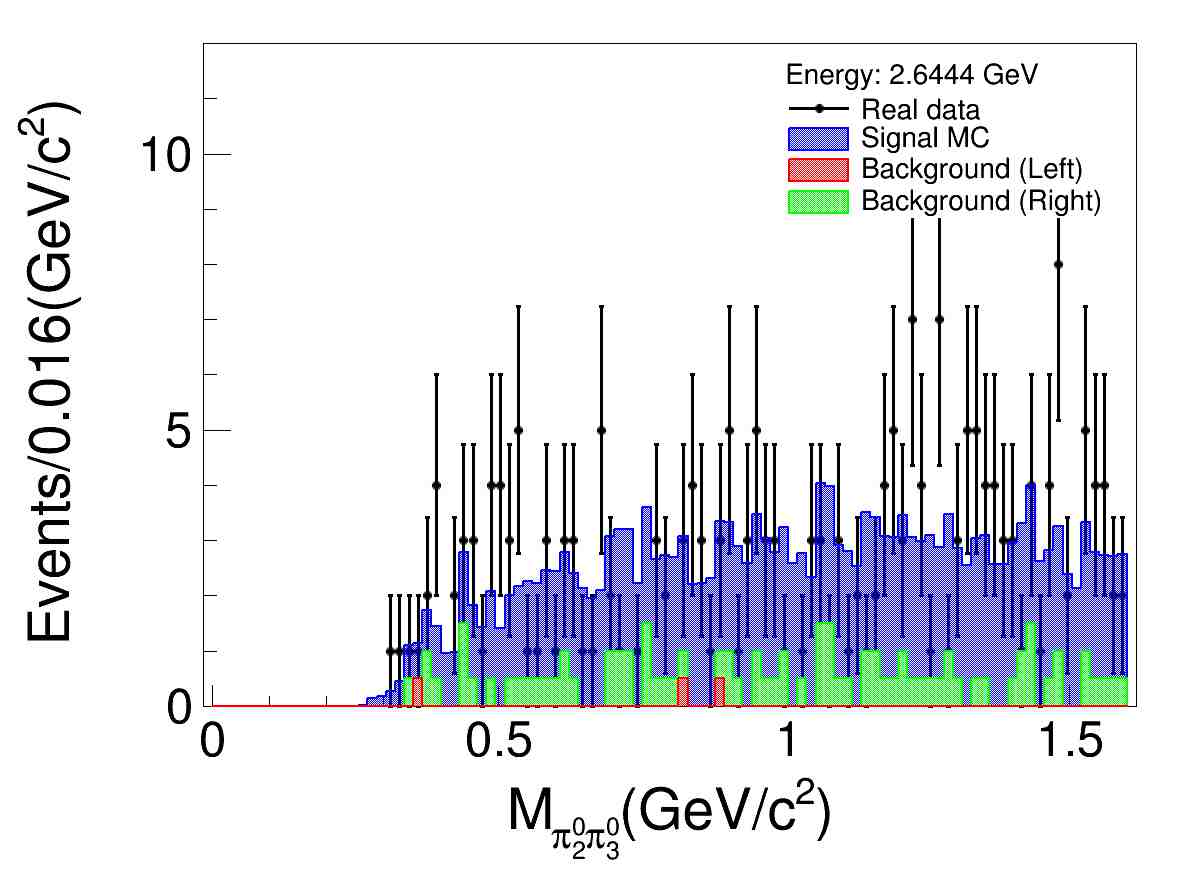 Energy: 2.6444 GeV
Real data
Signal MC
Background (Left)
Background (Right)
Events/0.016(GeV/c²)
10
5
0
0 0.5 1 1.5
M_{π⁰₂π⁰₃}(GeV/c²)